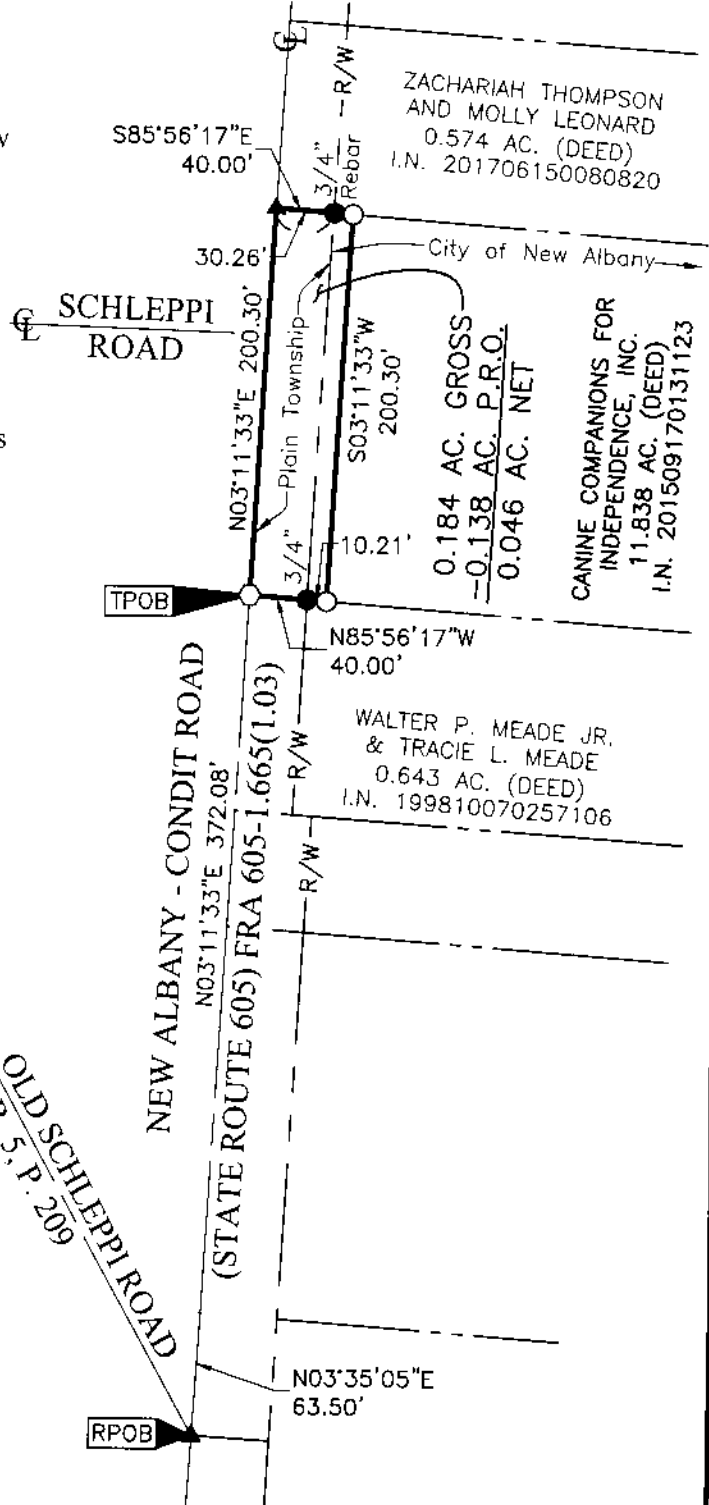 ℄
R/W
ZACHARIAH THOMPSON
AND MOLLY LEONARD
0.574 AC. (DEED)
I.N. 201706150080820
S85°56'17"E
40.00'
3/4"
Rebar
30.26'
City of New Albany
℄ SCHLEPPI
ROAD
N03°11'33"E 200.30'
Plain Township
S03°11'33"W
200.30'
0.184 AC. GROSS
-0.138 AC. P.R.O.
0.046 AC. NET
CANINE COMPANIONS FOR
INDEPENDENCE, INC.
11.838 AC. (DEED)
I.N. 201509170131123
3/4"
10.21'
TPOB
N85°56'17"W
40.00'
WALTER P. MEADE JR.
& TRACIE L. MEADE
0.643 AC. (DEED)
I.N. 199810070257106
R/W
R/W
NEW ALBANY - CONDIT ROAD
N03°11'33"E 372.08'
(STATE ROUTE 605) FRA 605-1.665(1.03)
OLD SCHLEPPI ROAD
5, P. 209
N03°35'05"E
63.50'
RPOB